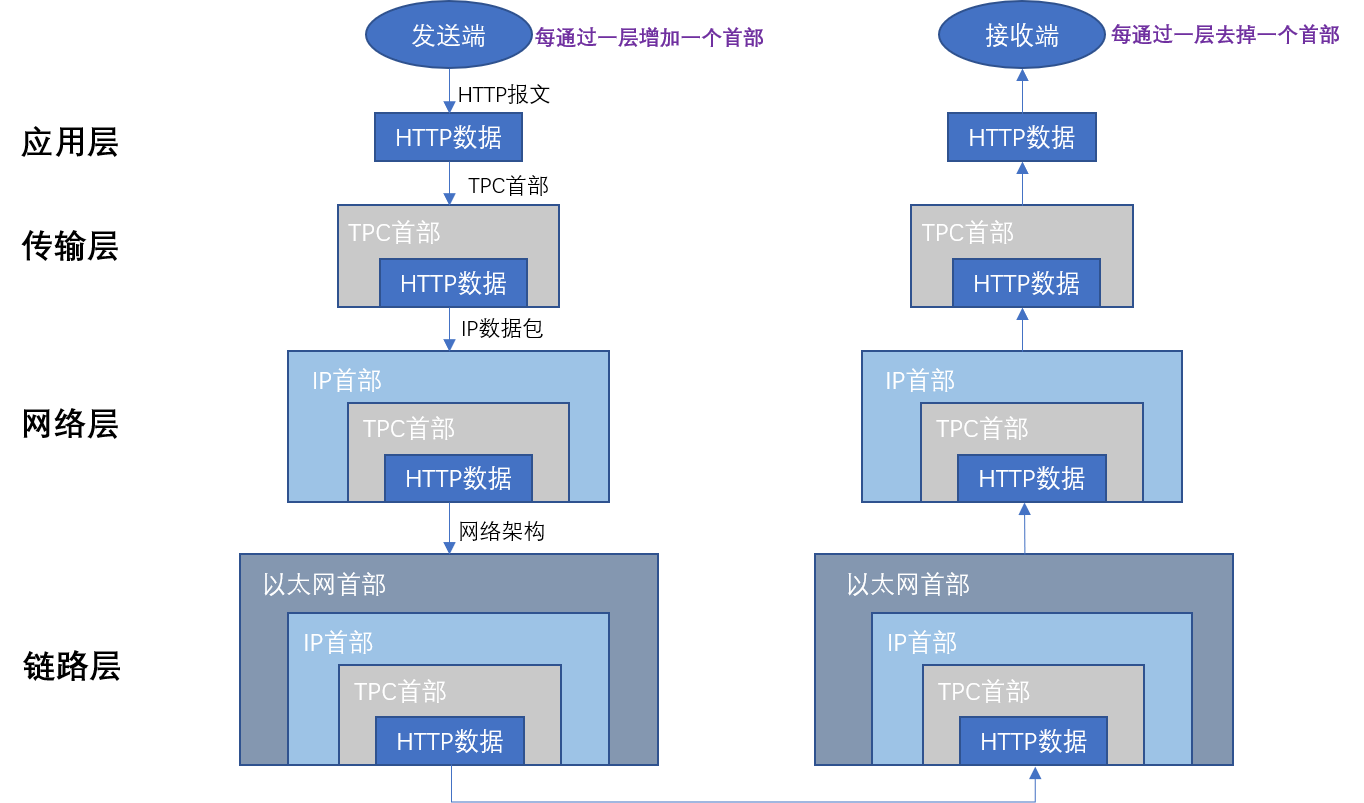 发送端
每通过一层增加一个首部
接收端
每通过一层去掉一个首部
HTTP报文
应用层
HTTP数据
HTTP数据
TPC首部
传输层
TPC首部
HTTP数据
TPC首部
HTTP数据
IP数据包
网络层
IP首部
TPC首部
HTTP数据
IP首部
TPC首部
HTTP数据
网络架构
链路层
以太网首部
IP首部
TPC首部
HTTP数据
以太网首部
IP首部
TPC首部
HTTP数据